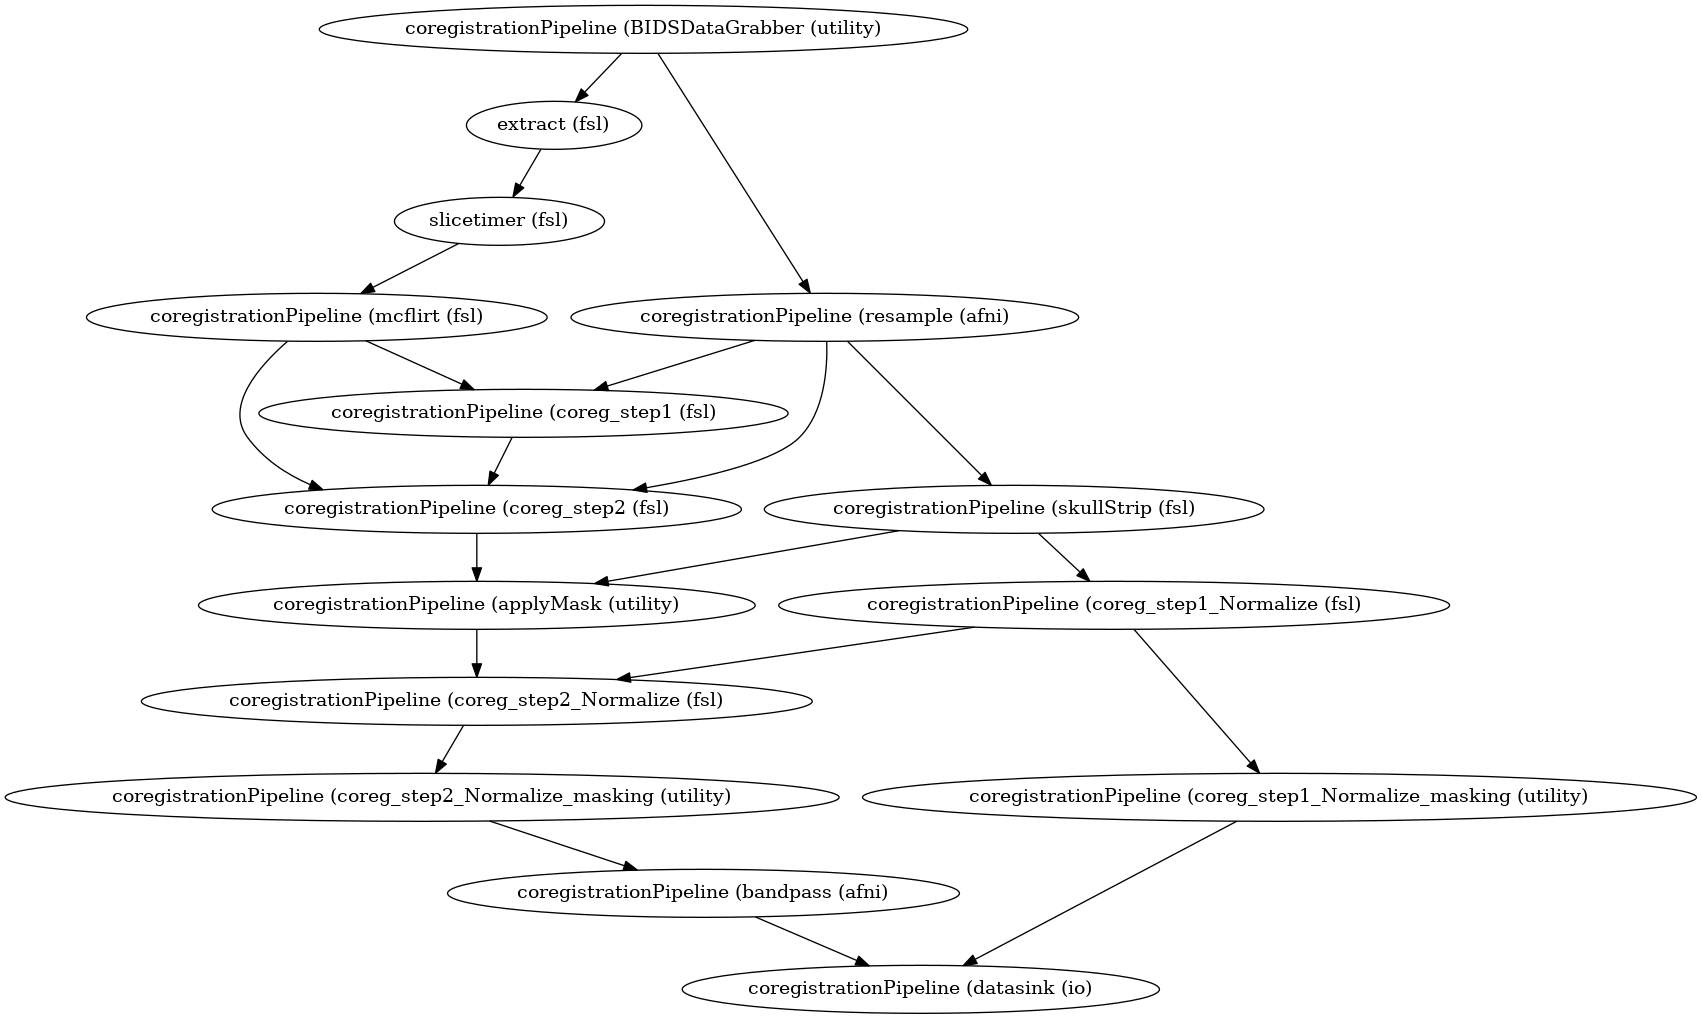 coregistrationPipeline (BIDSDataGrabber (utility)
extract (fsl)
slicetimer (fsl)
coregistrationPipeline (mcflirt (fsl)
coregistrationPipeline (resample (afni)
coregistrationPipeline (coreg_step1 (fsl)
coregistrationPipeline (coreg_step2 (fsl)
coregistrationPipeline (skullStrip (fsl)
coregistrationPipeline (applyMask (utility)
coregistrationPipeline (coreg_step1_Normalize (fsl)
coregistrationPipeline (coreg_step2_Normalize (fsl)
coregistrationPipeline (coreg_step2_Normalize_masking (utility)
coregistrationPipeline (coreg_step1_Normalize_masking (utility)
coregistrationPipeline (bandpass (afni)
coregistrationPipeline (datasink (io)